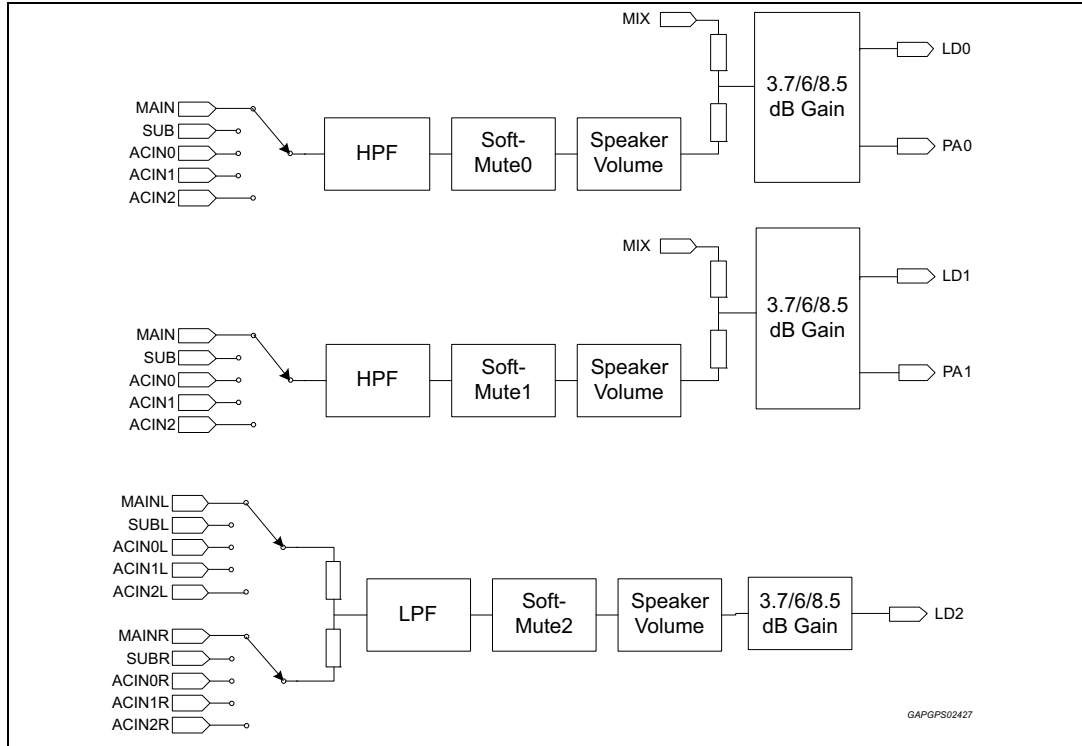 MIX
MAIN
SUB
ACIN0
ACIN1
ACIN2
HPF
Soft-
Mute0
Speaker
Volume
3.7/6/8.5
dB Gain
LD0
PA0
MIX
MAIN
SUB
ACIN0
ACIN1
ACIN2
HPF
Soft-
Mute1
Speaker
Volume
3.7/6/8.5
dB Gain
LD1
PA1
MAINL
SUBL
ACIN0L
ACIN1L
ACIN2L
MAINR
SUBR
ACIN0R
ACIN1R
ACIN2R
LPF
Soft-
Mute2
Speaker
Volume
3.7/6/8.5
dB Gain
LD2
GAPGPS02427